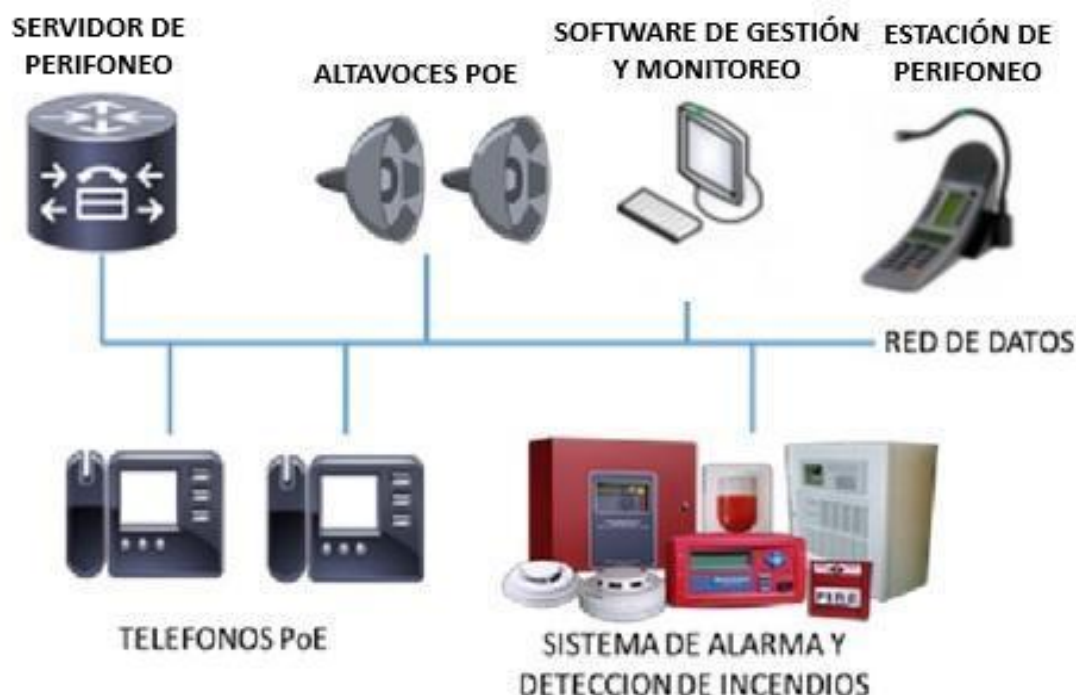 SERVIDOR DE
PERIFONEO
ALTAVOCES POE
SOFTWARE DE GESTIÓN
Y MONITOREO
ESTACIÓN DE
PERIFONEO
RED DE DATOS
TELEFONOS PoE
FIRE
SISTEMA DE ALARMA Y
DETECCION DE INCENDIOS